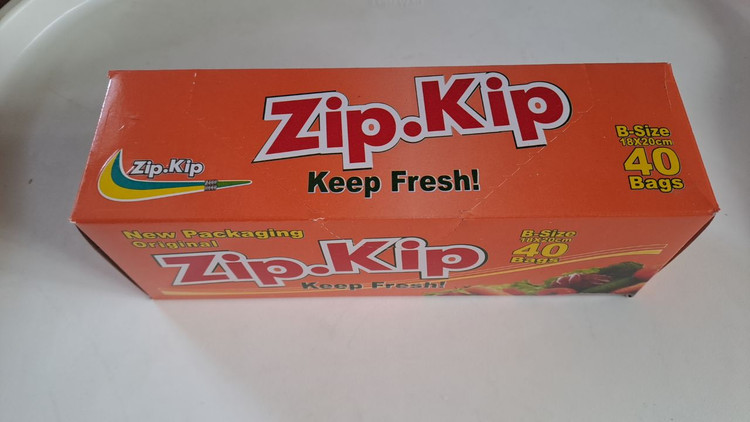 Zip.Kip
Keep Fresh!
Zip.Kip
B-Size
18X20cm
40
Bags
New Packaging
Original
Zip.Kip
Keep Fresh!
B-Size
18X20cm
40
Bags